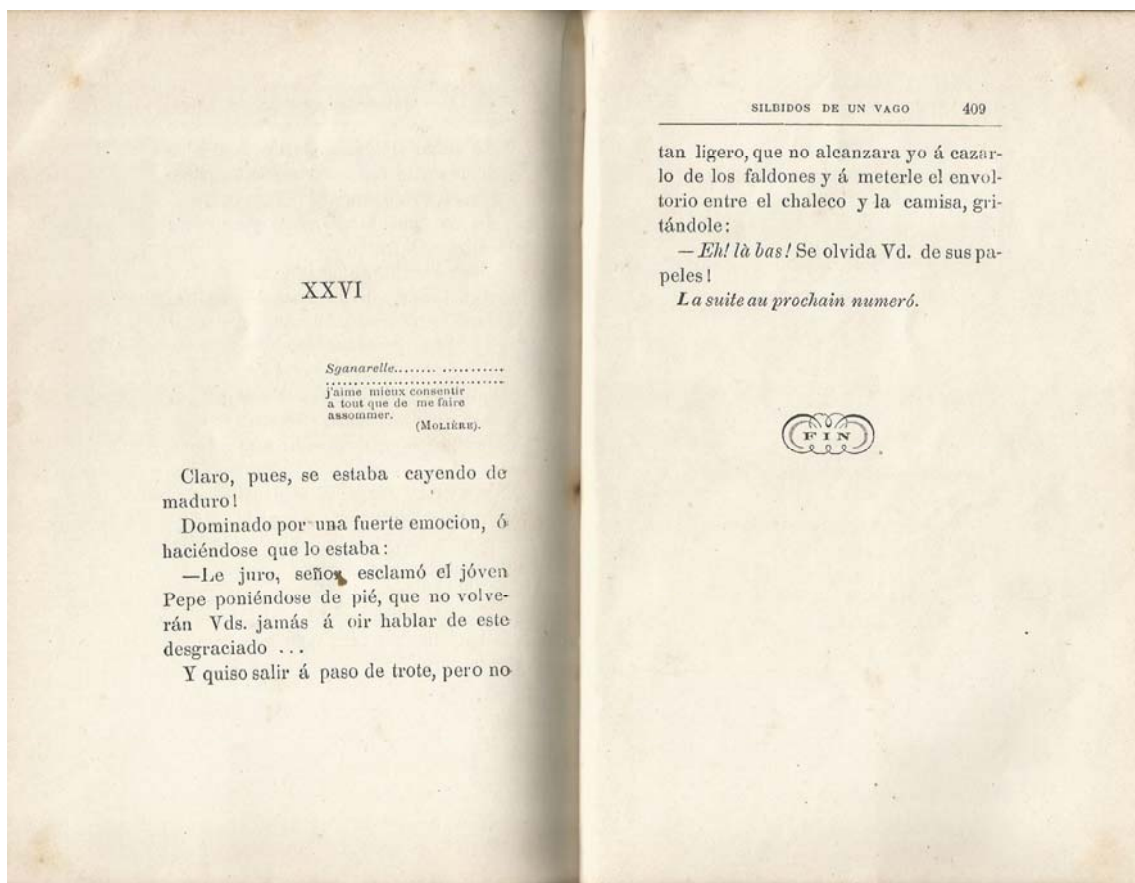 XXVI
Sganarelle........ ...........
................................
j'aime mieux consentir
a tout que de me faire
assommer.
(MOLIÈRE).
Claro, pues, se estaba cayendo de
maduro!
Dominado por una fuerte emocion, ó
haciéndose que lo estaba:
—Le juro, señor, esclamó el jóven
Pepe poniéndose de pié, que no volve-
rán Vds. jamás á oir hablar de este
desgraciado ...
Y quiso salir á paso de trote, pero no
SILBIDOS DE UN VAGO 409
tan ligero, que no alcanzara yo á cazar-
lo de los faldones y á meterle el envol-
torio entre el chaleco y la camisa, gri-
tándole:
— Eh! là bas! Se olvida Vd. de sus pa-
peles!
La suite au prochain numeró.
FIN